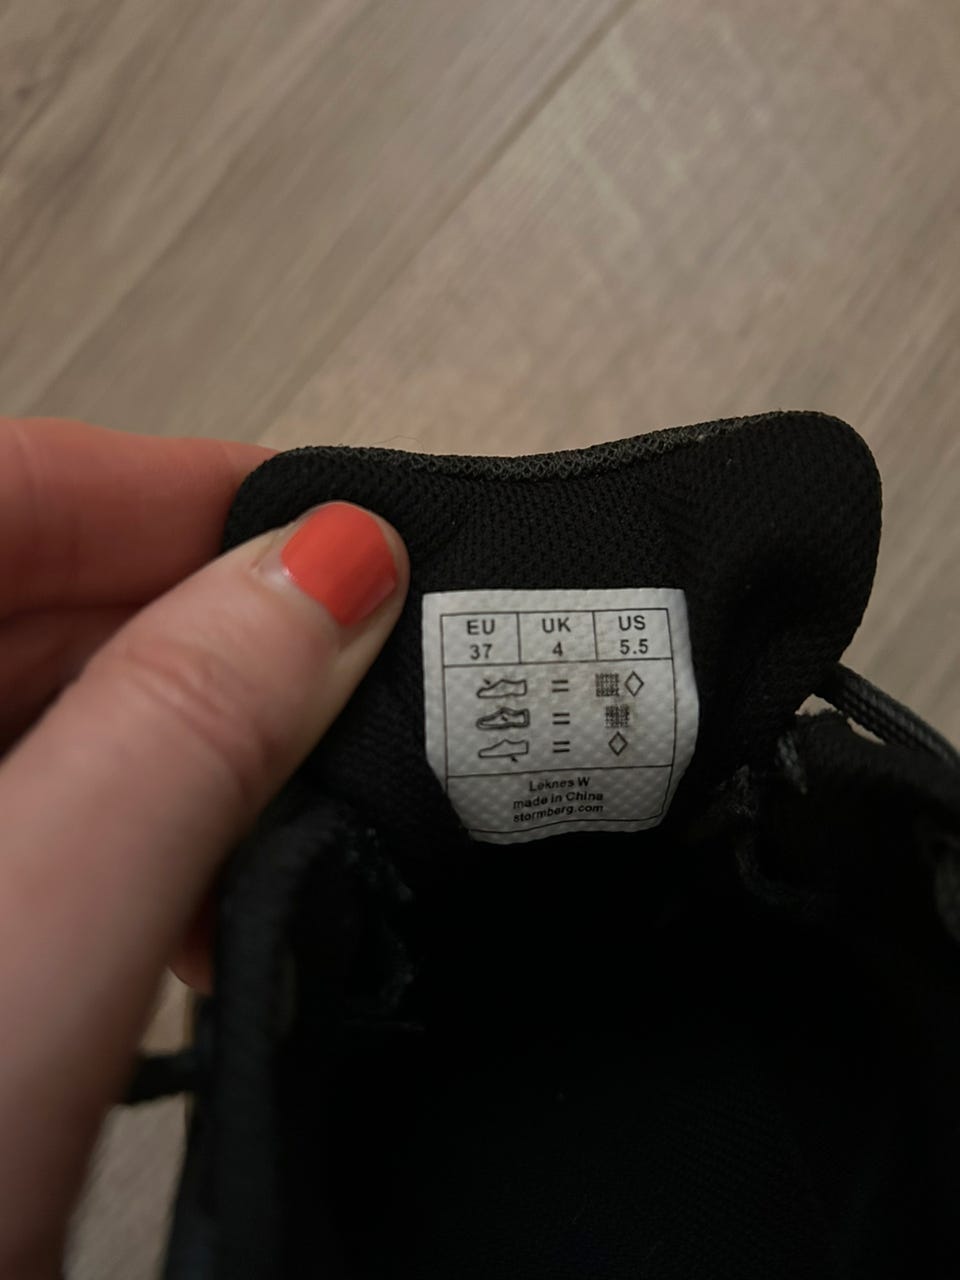 EU UK US
37 4 5.5
=
=
=
Leknes W
made in China
stormberg.com